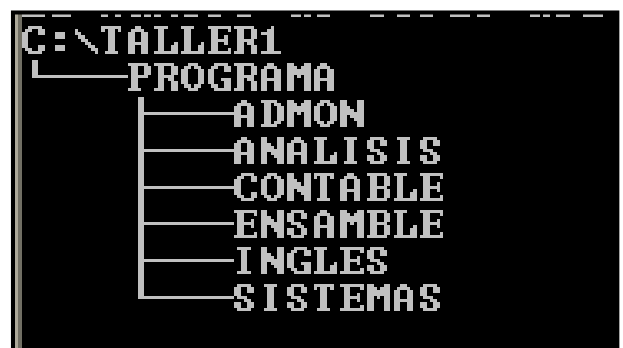 C:\TALLER1
PROGRAMA
ADMON
ANALISIS
CONTABLE
ENSAMBLE
INGLES
SISTEMAS